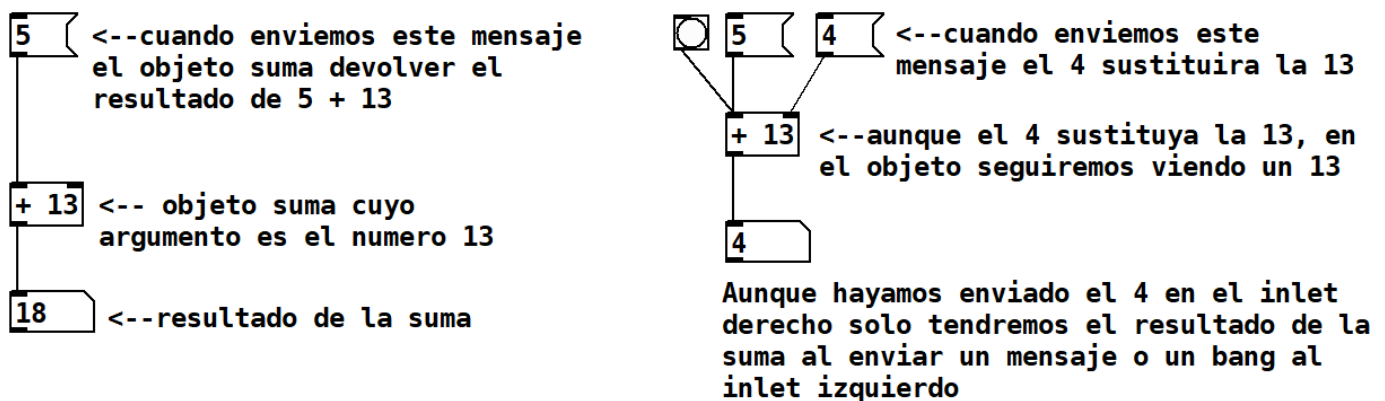 5
<--cuando enviemos este mensaje
el objeto suma devolver el
resultado de 5 + 13
+ 13
<-- objeto suma cuyo
argumento es el numero 13
18
<--resultado de la suma
5
4
<--cuando enviemos este
mensaje el 4 sustituira la 13
+ 13
<--aunque el 4 sustituya la 13, en
el objeto seguiremos viendo un 13
4
Aunque hayamos enviado el 4 en el inlet
derecho solo tendremos el resultado de la
suma al enviar un mensaje o un bang al
inlet izquierdo